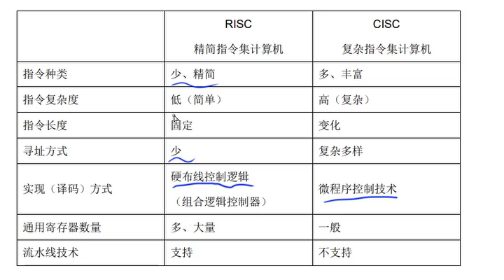 RISC
精简指令集计算机
CISC
复杂指令集计算机
指令种类
少、精简
多、丰富
指令复杂度
低（简单）
高（复杂）
指令长度
固定
变化
寻址方式
少
复杂多样
实现（译码）方式
硬布线控制逻辑
（组合逻辑控制器）
微程序控制技术
通用寄存器数量
多、大量
一般
流水线技术
支持
不支持